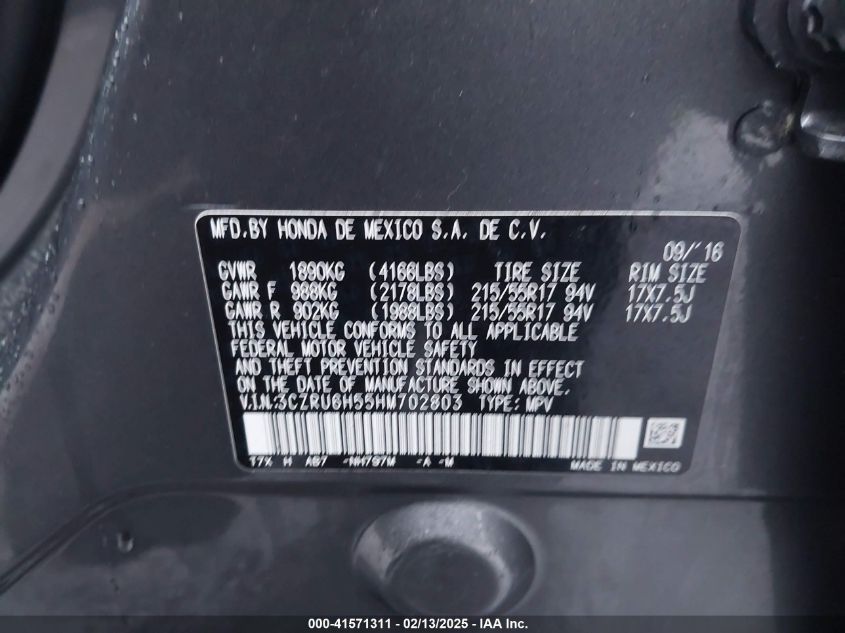 MFD.BY HONDA DE MEXICO S.A. DE C.V.
09/'16
GVWR 1890KG (4166LBS) TIRE SIZE RIM SIZE
GAWR F 988KG (2178LBS) 215/55R17 94V 17X7.5J
GAWR R 902KG (1988LBS) 215/55R17 94V 17X7.5J
THIS VEHICLE CONFORMS TO ALL APPLICABLE
FEDERAL MOTOR VEHICLE SAFETY
AND THEFT PREVENTION STANDARDS IN EFFECT
ON THE DATE OF MANUFACTURE SHOWN ABOVE.
V.I.N.:3CZRU6H55HM702803 TYPE: MPV
T7X H AB7 -NH797M -A -M
MADE IN MEXICO
000-41571311 - 02/13/2025 - IAA Inc.